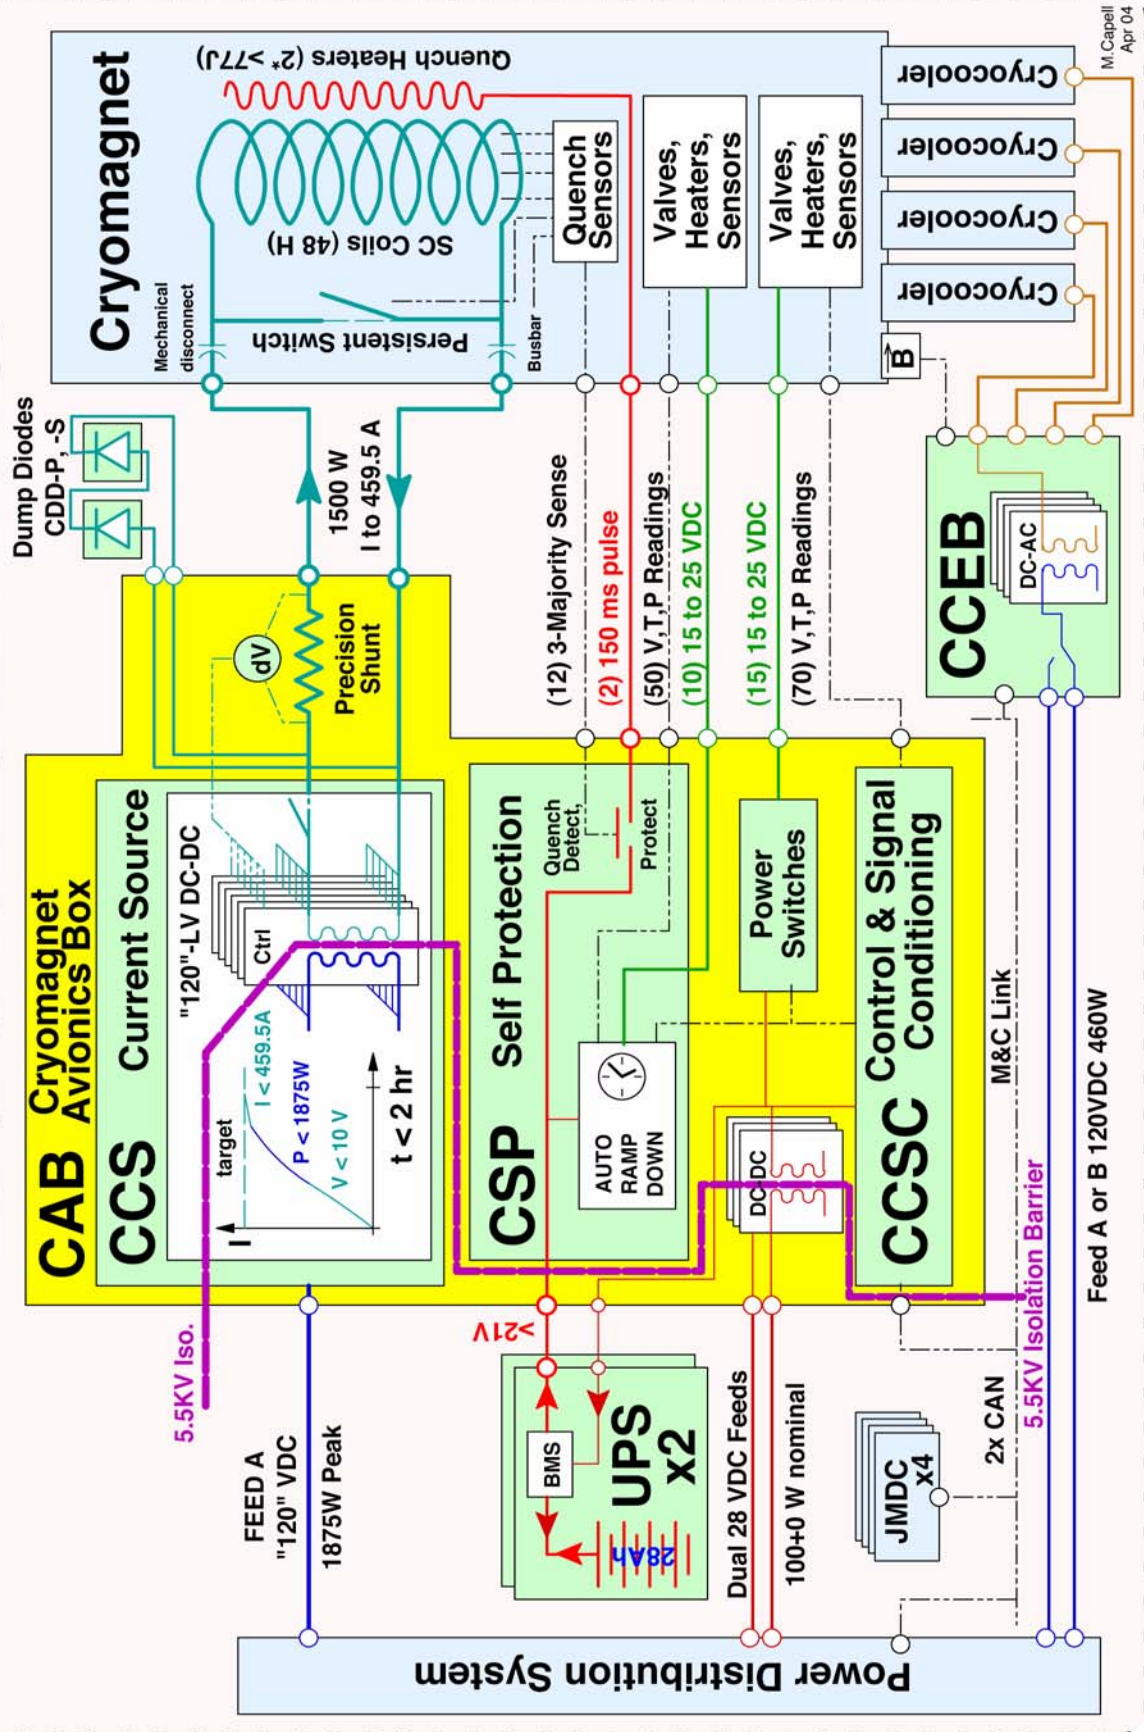 M.Capell
Apr 04
Cryomagnet
Quench Heaters (2* >77J)
SC Coils (48 H)
Mechanical
disconnect
Persistent Switch
Busbar
Quench
Sensors
Valves,
Heaters,
Sensors
Valves,
Heaters,
Sensors
Cryocooler
Cryocooler
Cryocooler
Cryocooler
B
Dump Diodes
CDD-P, -S
1500 W
I to 459.5 A
(12) 3-Majority Sense
(2) 150 ms pulse
(50 V,T,P Readings
(10) 15 to 25 VDC
(15) 15 to 25 VDC
(70) V,T,P Readings
CCEB
DC-AC
CAB Cryomagnet
Avionics Box
CCS Current Source
"120"-LV DC-DC
Ctrl
dV
Precision
Shunt
target
I
I < 459.5A
P < 1875W
V < 10 V
t < 2 hr
CSP Self Protection
Quench
Detect,
Protect
AUTO
RAMP
DOWN
Power
Switches
DC-DC
CCSC Control & Signal
Conditioning
M&C Link
5.5KV Iso.
5.5KV Isolation Barrier
Feed A or B 120VDC 460W
FEED A
"120" VDC
1875W Peak
>21V
BMS
28Ah
UPS
x2
Dual 28 VDC Feeds
100+0 W nominal
JMDC
x4
2x CAN
Power Distribution System